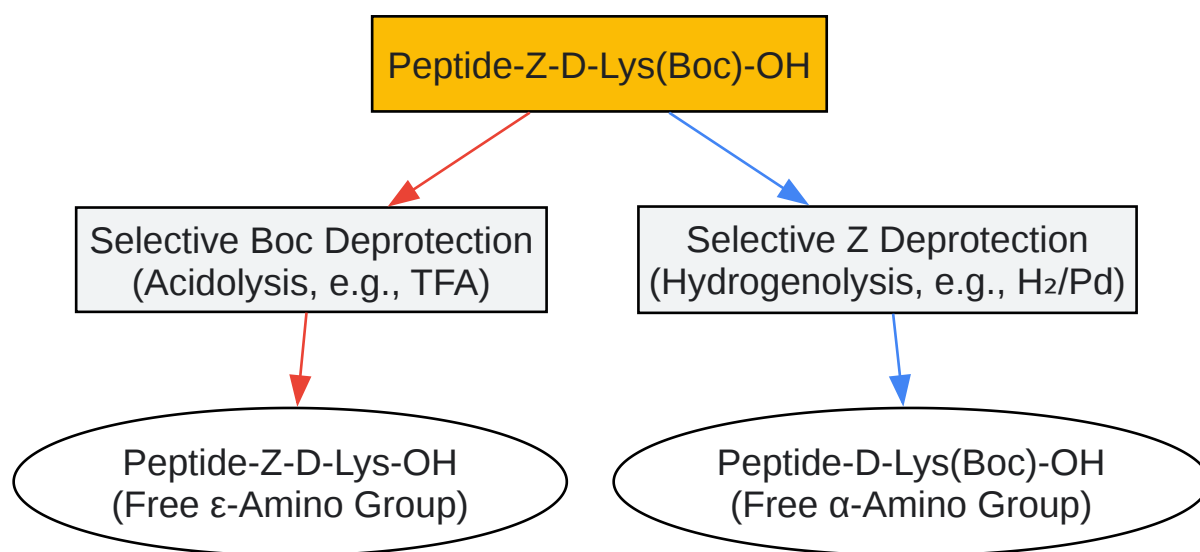 Peptide-Z-D-Lys(Boc)-OH
Selective Boc Deprotection
(Acidolysis, e.g., TFA)
Selective Z Deprotection
(Hydrogenolysis, e.g., H₂/Pd)
Peptide-Z-D-Lys-OH
(Free ε-Amino Group)
Peptide-D-Lys(Boc)-OH
(Free α-Amino Group)